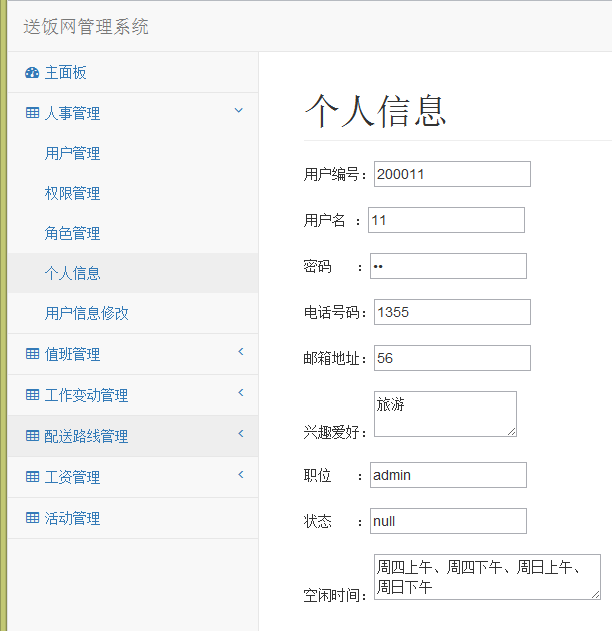 送饭网管理系统
主面板
人事管理
用户管理
权限管理
角色管理
个人信息
用户信息修改
值班管理
工作变动管理
配送路线管理
工资管理
活动管理
个人信息
用户编号：200011
用户名 ：11
密码 ：••
电话号码：1355
邮箱地址：56
兴趣爱好：旅游
职位 ：admin
状态 ：null
空闲时间：周四上午、周四下午、周日上午、
周日下午